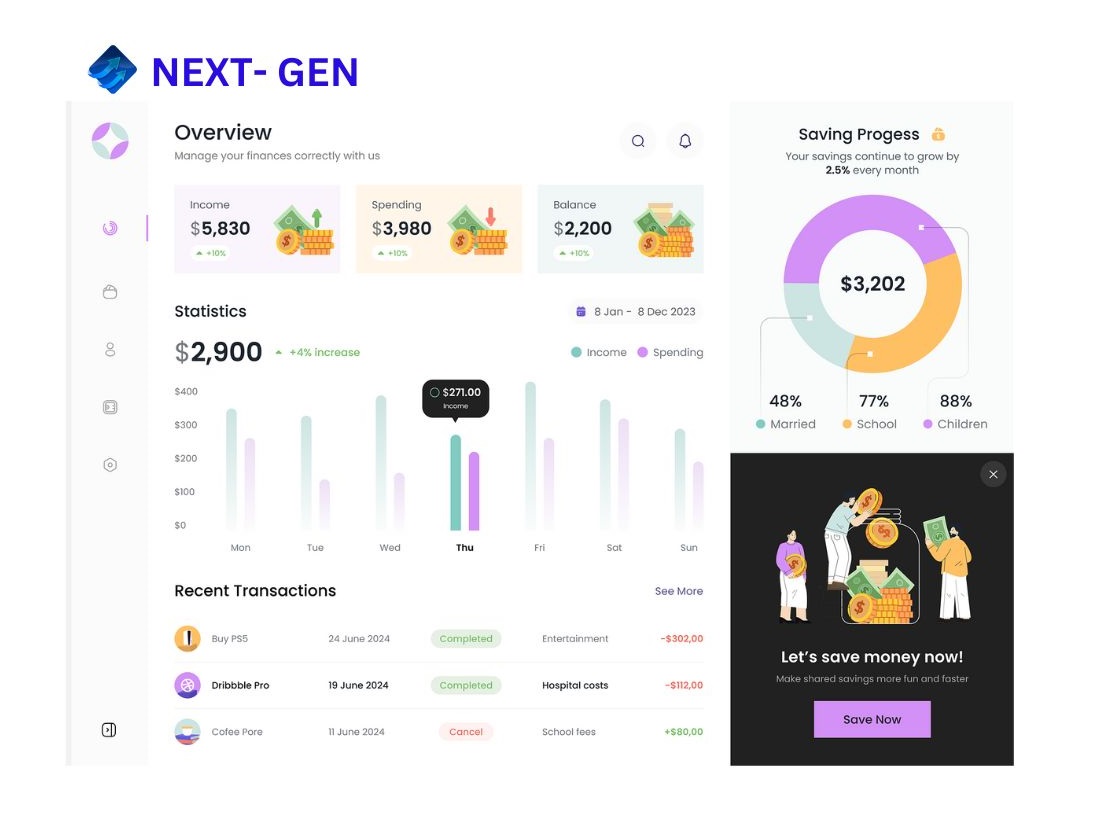 NEXT- GEN
Overview
Manage your finances correctly with us
Income
$5,830
+10%
Spending
$3,980
+10%
Balance
$2,200
+10%
Statistics
8 Jan - 8 Dec 2023
$2,900
+4% increase
Income
Spending
$271.00
Income
$400
$300
$200
$100
$0
Mon
Tue
Wed
Thu
Fri
Sat
Sun
Recent Transactions
See More
Buy PS5 24 June 2024 Completed Entertainment -$302,00
Dribbble Pro 19 June 2024 Completed Hospital costs -$112,00
Cofee Pore 11 June 2024 Cancel School fees +$80,00
Saving Progess
Your savings continue to grow by
2.5% every month
$3,202
48%
Married
77%
School
88%
Children
Let's save money now!
Make shared savings more fun and faster
Save Now